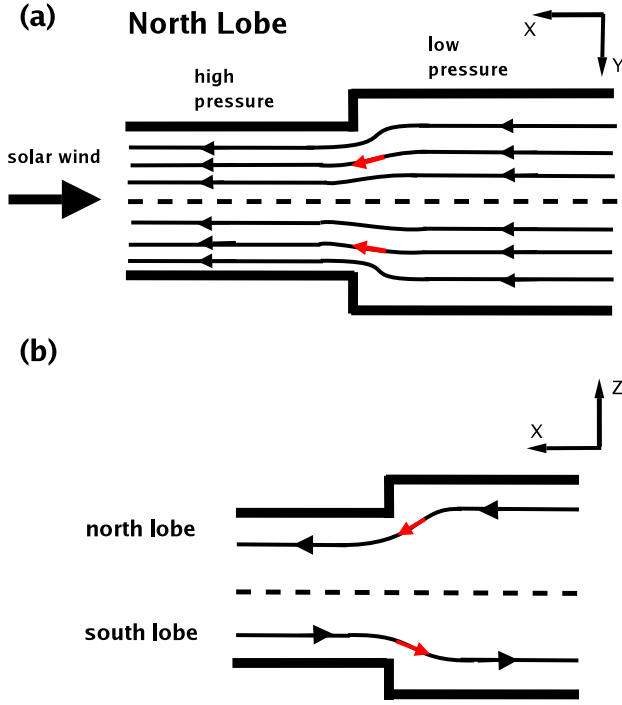 (a)
North Lobe
X
Y
high
pressure
low
pressure
solar wind
(b)
Z
X
north lobe
south lobe